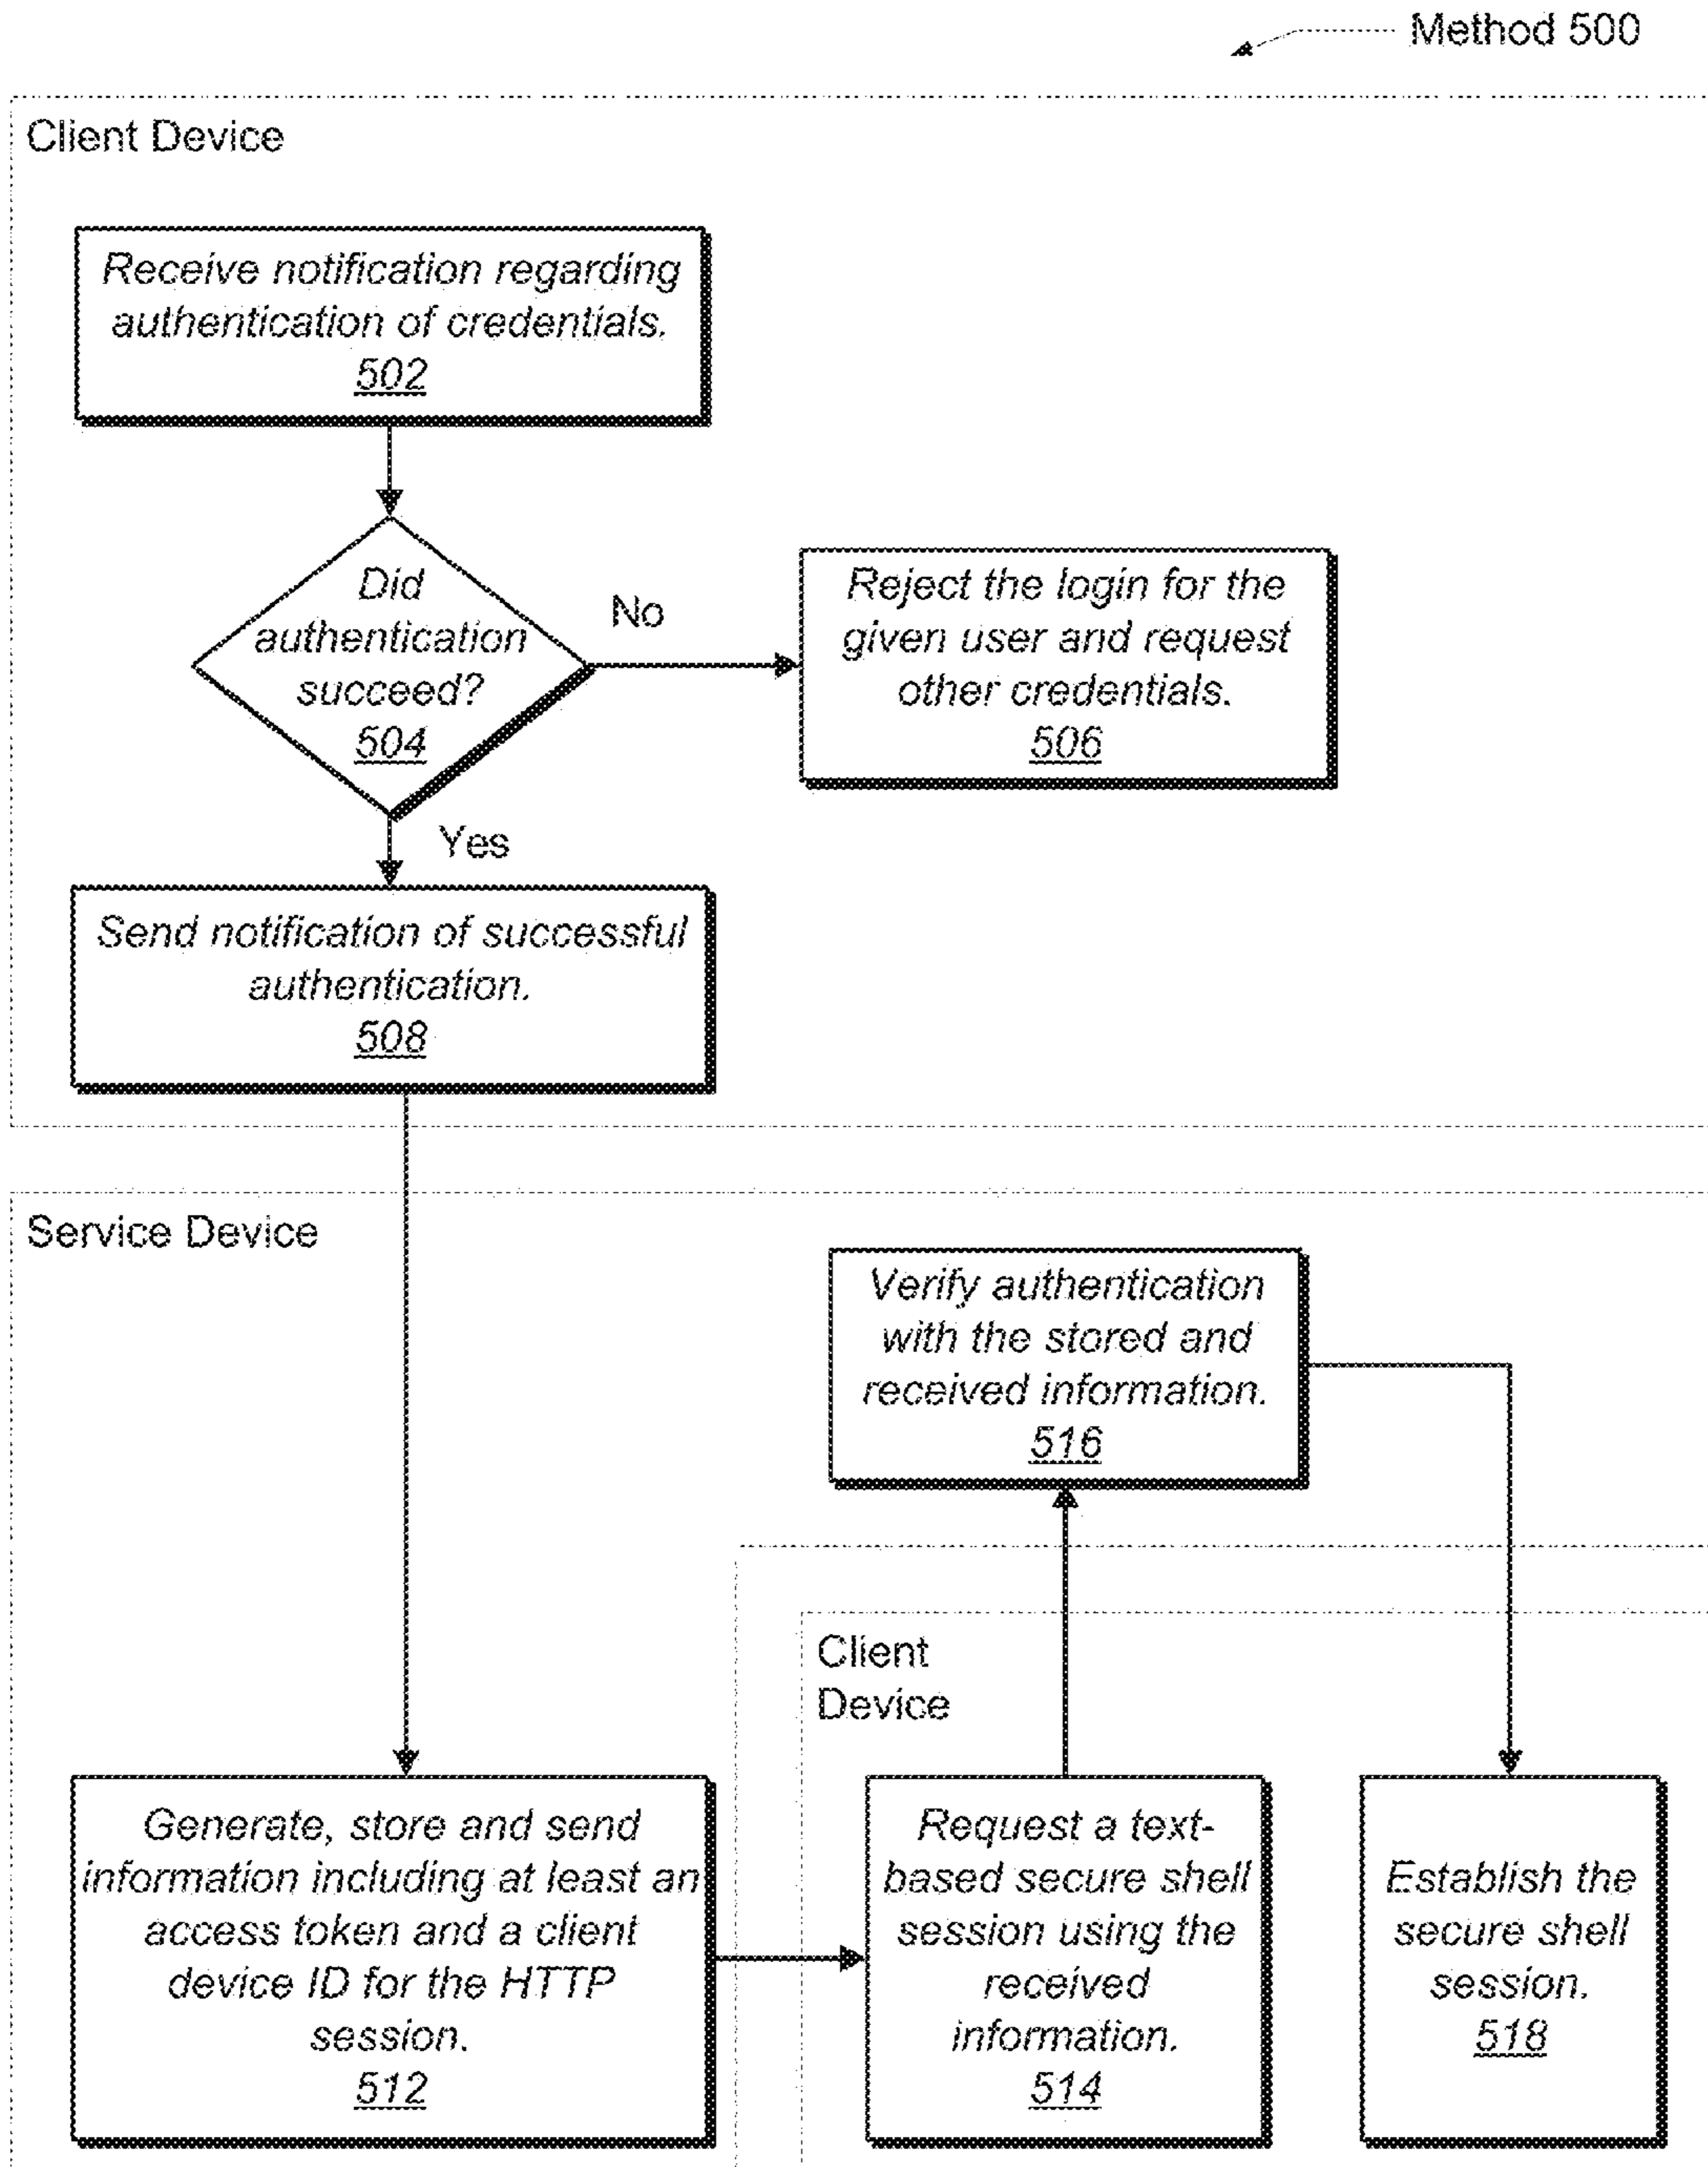 Method 500
Client Device
Receive notification regarding
authentication of credentials.
502
Did
authentication
succeed?
504
No
Reject the login for the
given user and request
other credentials.
506
Yes
Send notification of successful
authentication.
508
Service Device
Verify authentication
with the stored and
received information.
516
Client
Device
Generate, store and send
information including at least an
access token and a client
device ID for the HTTP
session.
512
Request a text-
based secure shell
session using the
received
information.
514
Establish the
secure shell
session.
518